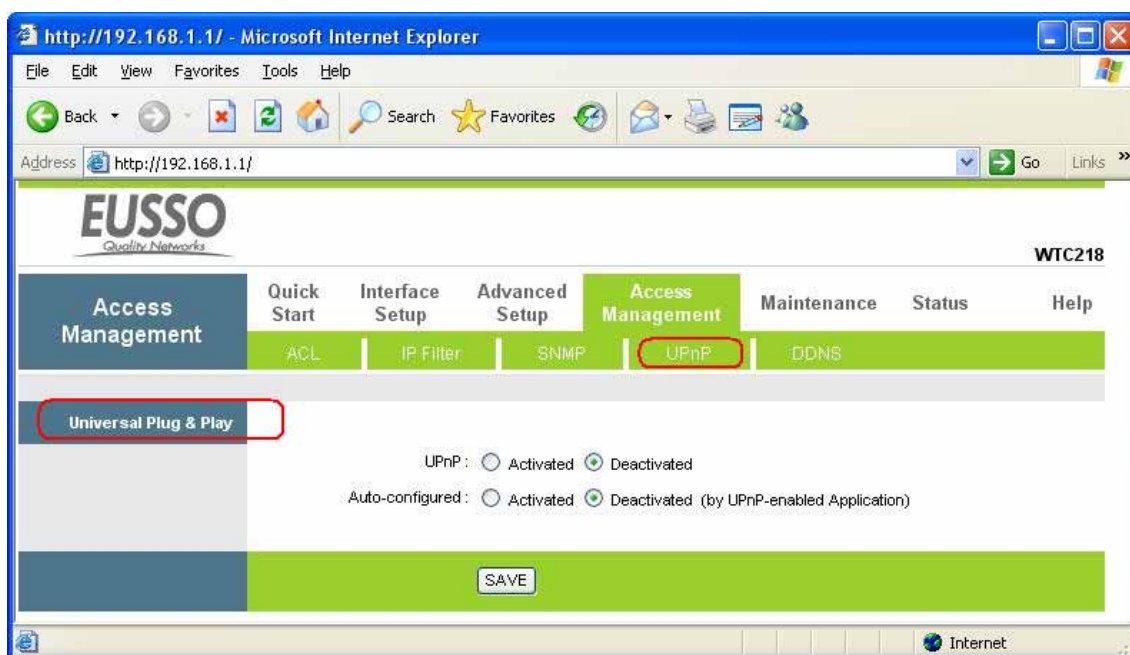 http://192.168.1.1/ - Microsoft Internet Explorer
File Edit View Favorites Tools Help
Back Search Favorites
Address http://192.168.1.1/ Go Links »
EUSSO
Quality Networks
WTC218
Access Management
Quick Start Interface Setup Advanced Setup Access Management Maintenance Status Help
ACL IP Filter SNMP UPnP DDNS
Universal Plug & Play
UPnP : Activated Deactivated
Auto-configured : Activated Deactivated (by UPnP-enabled Application)
SAVE
Internet